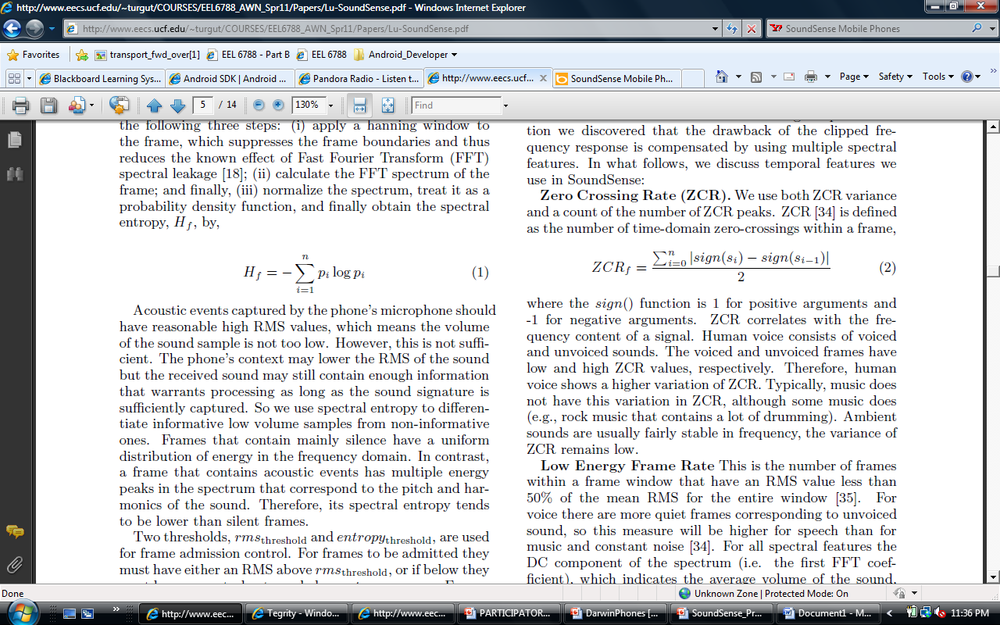 http://www.eecs.ucf.edu/~turgut/COURSES/EEL6788_AWN_Spr11/Papers/Lu-SoundSense.pdf - Windows Internet Explorer
http://www.eecs.ucf.edu/~turgut/COURSES/EEL6788_AWN_Spr11/Papers/Lu-SoundSense.pdf
SoundSense Mobile Phones
Favorites transport_fwd_over[1] EEL 6788 - Part B EEL 6788 Android_Developer
Blackboard Learning Sys... Android SDK | Android ... Pandora Radio - Listen t... http://www.eecs.ucf... SoundSense Mobile Ph... Page Safety Tools
5 / 14 130% Find
the following three steps: (i) apply a hanning window to
the frame, which suppresses the frame boundaries and thus
reduces the known effect of Fast Fourier Transform (FFT)
spectral leakage [18]; (ii) calculate the FFT spectrum of the
frame; and finally, (iii) normalize the spectrum, treat it as a
probability density function, and finally obtain the spectral
entropy, H_f, by,
H_f = − ∑_{i=1}^{n} p_i log p_i (1)
Acoustic events captured by the phone's microphone should
have reasonable high RMS values, which means the volume
of the sound sample is not too low. However, this is not suffi-
cient. The phone's context may lower the RMS of the sound
but the received sound may still contain enough information
that warrants processing as long as the sound signature is
sufficiently captured. So we use spectral entropy to differen-
tiate informative low volume samples from non-informative
ones. Frames that contain mainly silence have a uniform
distribution of energy in the frequency domain. In contrast,
a frame that contains acoustic events has multiple energy
peaks in the spectrum that correspond to the pitch and har-
monics of the sound. Therefore, its spectral entropy tends
to be lower than silent frames.
Two thresholds, rms_threshold and entropy_threshold, are used
for frame admission control. For frames to be admitted they
must have either an RMS above rms_threshold, or if below they
tion we discovered that the drawback of the clipped fre-
quency response is compensated by using multiple spectral
features. In what follows, we discuss temporal features we
use in SoundSense:
Zero Crossing Rate (ZCR). We use both ZCR variance
and a count of the number of ZCR peaks. ZCR [34] is defined
as the number of time-domain zero-crossings within a frame,
ZCR_f = ∑_{i=0}^{n} |sign(s_i) − sign(s_{i−1})| / 2 (2)
where the sign() function is 1 for positive arguments and
-1 for negative arguments. ZCR correlates with the fre-
quency content of a signal. Human voice consists of voiced
and unvoiced sounds. The voiced and unvoiced frames have
low and high ZCR values, respectively. Therefore, human
voice shows a higher variation of ZCR. Typically, music does
not have this variation in ZCR, although some music does
(e.g., rock music that contains a lot of drumming). Ambient
sounds are usually fairly stable in frequency, the variance of
ZCR remains low.
Low Energy Frame Rate This is the number of frames
within a frame window that have an RMS value less than
50% of the mean RMS for the entire window [35]. For
voice there are more quiet frames corresponding to unvoiced
sound, so this measure will be higher for speech than for
music and constant noise [34]. For all spectral features the
DC component of the spectrum (i.e. the first FFT coef-
ficient), which indicates the average volume of the sound,
Done Unknown Zone | Protected Mode: On
http://www.eec... Tegrity - Windo... http://www.eec... PARTICIPATOR... DarwinPhones [... SoundSense_Pr... Document1 - M... 11:36 PM